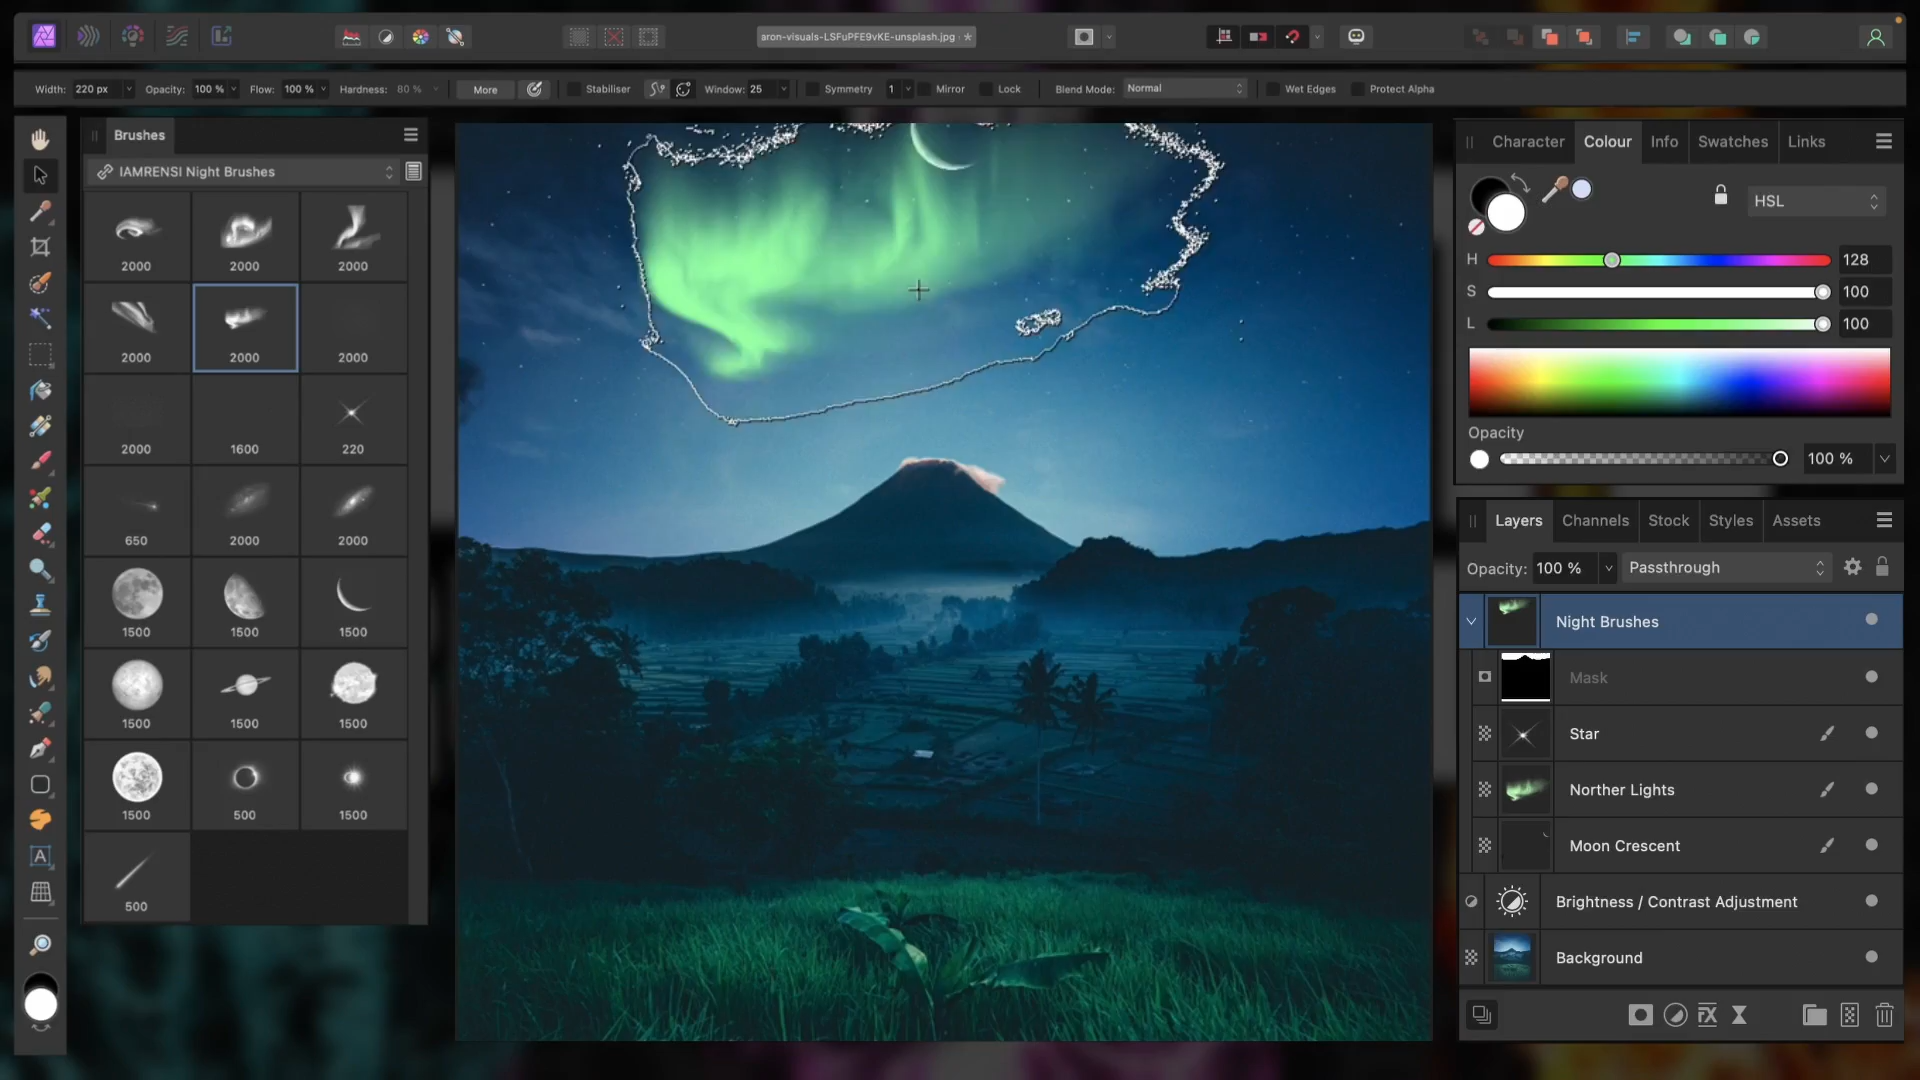 aron-visuals-LSFuPFE9vKE-unsplash.jpg *
Width: 220 px Opacity: 100 % Flow: 100 % Hardness: 80 % More Stabiliser Window: 25 Symmetry 1 Mirror Lock Blend Mode: Normal Wet Edges Protect Alpha
Brushes
IAMRENSI Night Brushes
2000 2000 2000
2000 2000 2000
2000 1600 220
650 2000 2000
1500 1500 1500
1500 1500 1500
1500 500 1500
500
A
Character Colour Info Swatches Links
HSL
H 128
S 100
L 100
Opacity
100 %
Layers Channels Stock Styles Assets
Opacity: 100 % Passthrough
Night Brushes
Mask
Star
Norther Lights
Moon Crescent
Brightness / Contrast Adjustment
Background
FX